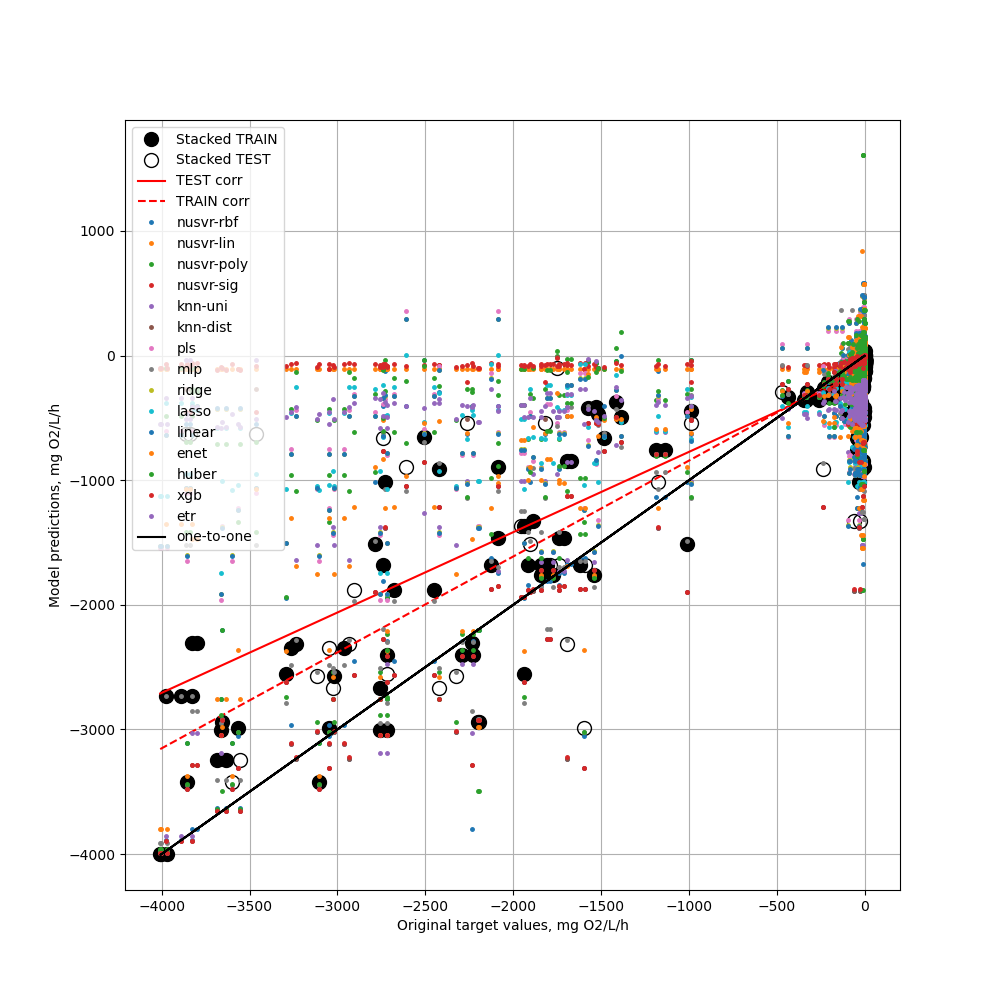 Stacked TRAIN
Stacked TEST
TEST corr
TRAIN corr
nusvr-rbf
nusvr-lin
nusvr-poly
nusvr-sig
knn-uni
knn-dist
pls
mlp
ridge
lasso
linear
enet
huber
xgb
etr
one-to-one
1000
0
−1000
−2000
−3000
−4000
Model predictions, mg O2/L/h
−4000 −3500 −3000 −2500 −2000 −1500 −1000 −500 0
Original target values, mg O2/L/h